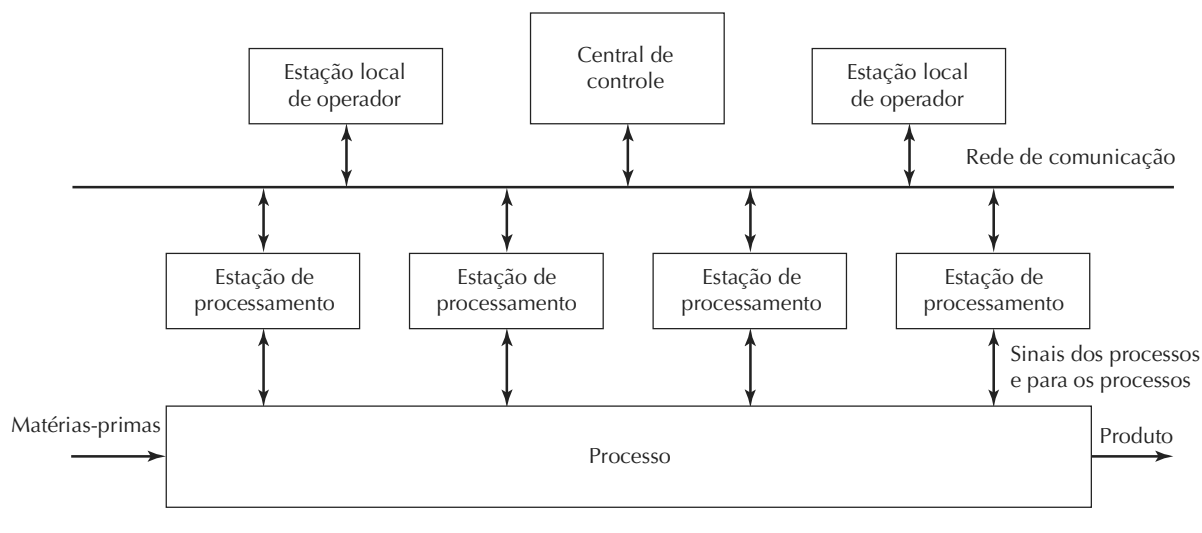 Estação local
de operador
Central de
controle
Estação local
de operador
Rede de comunicação
Estação de
processamento
Estação de
processamento
Estação de
processamento
Estação de
processamento
Sinais dos processos
e para os processos
Matérias-primas
Processo
Produto